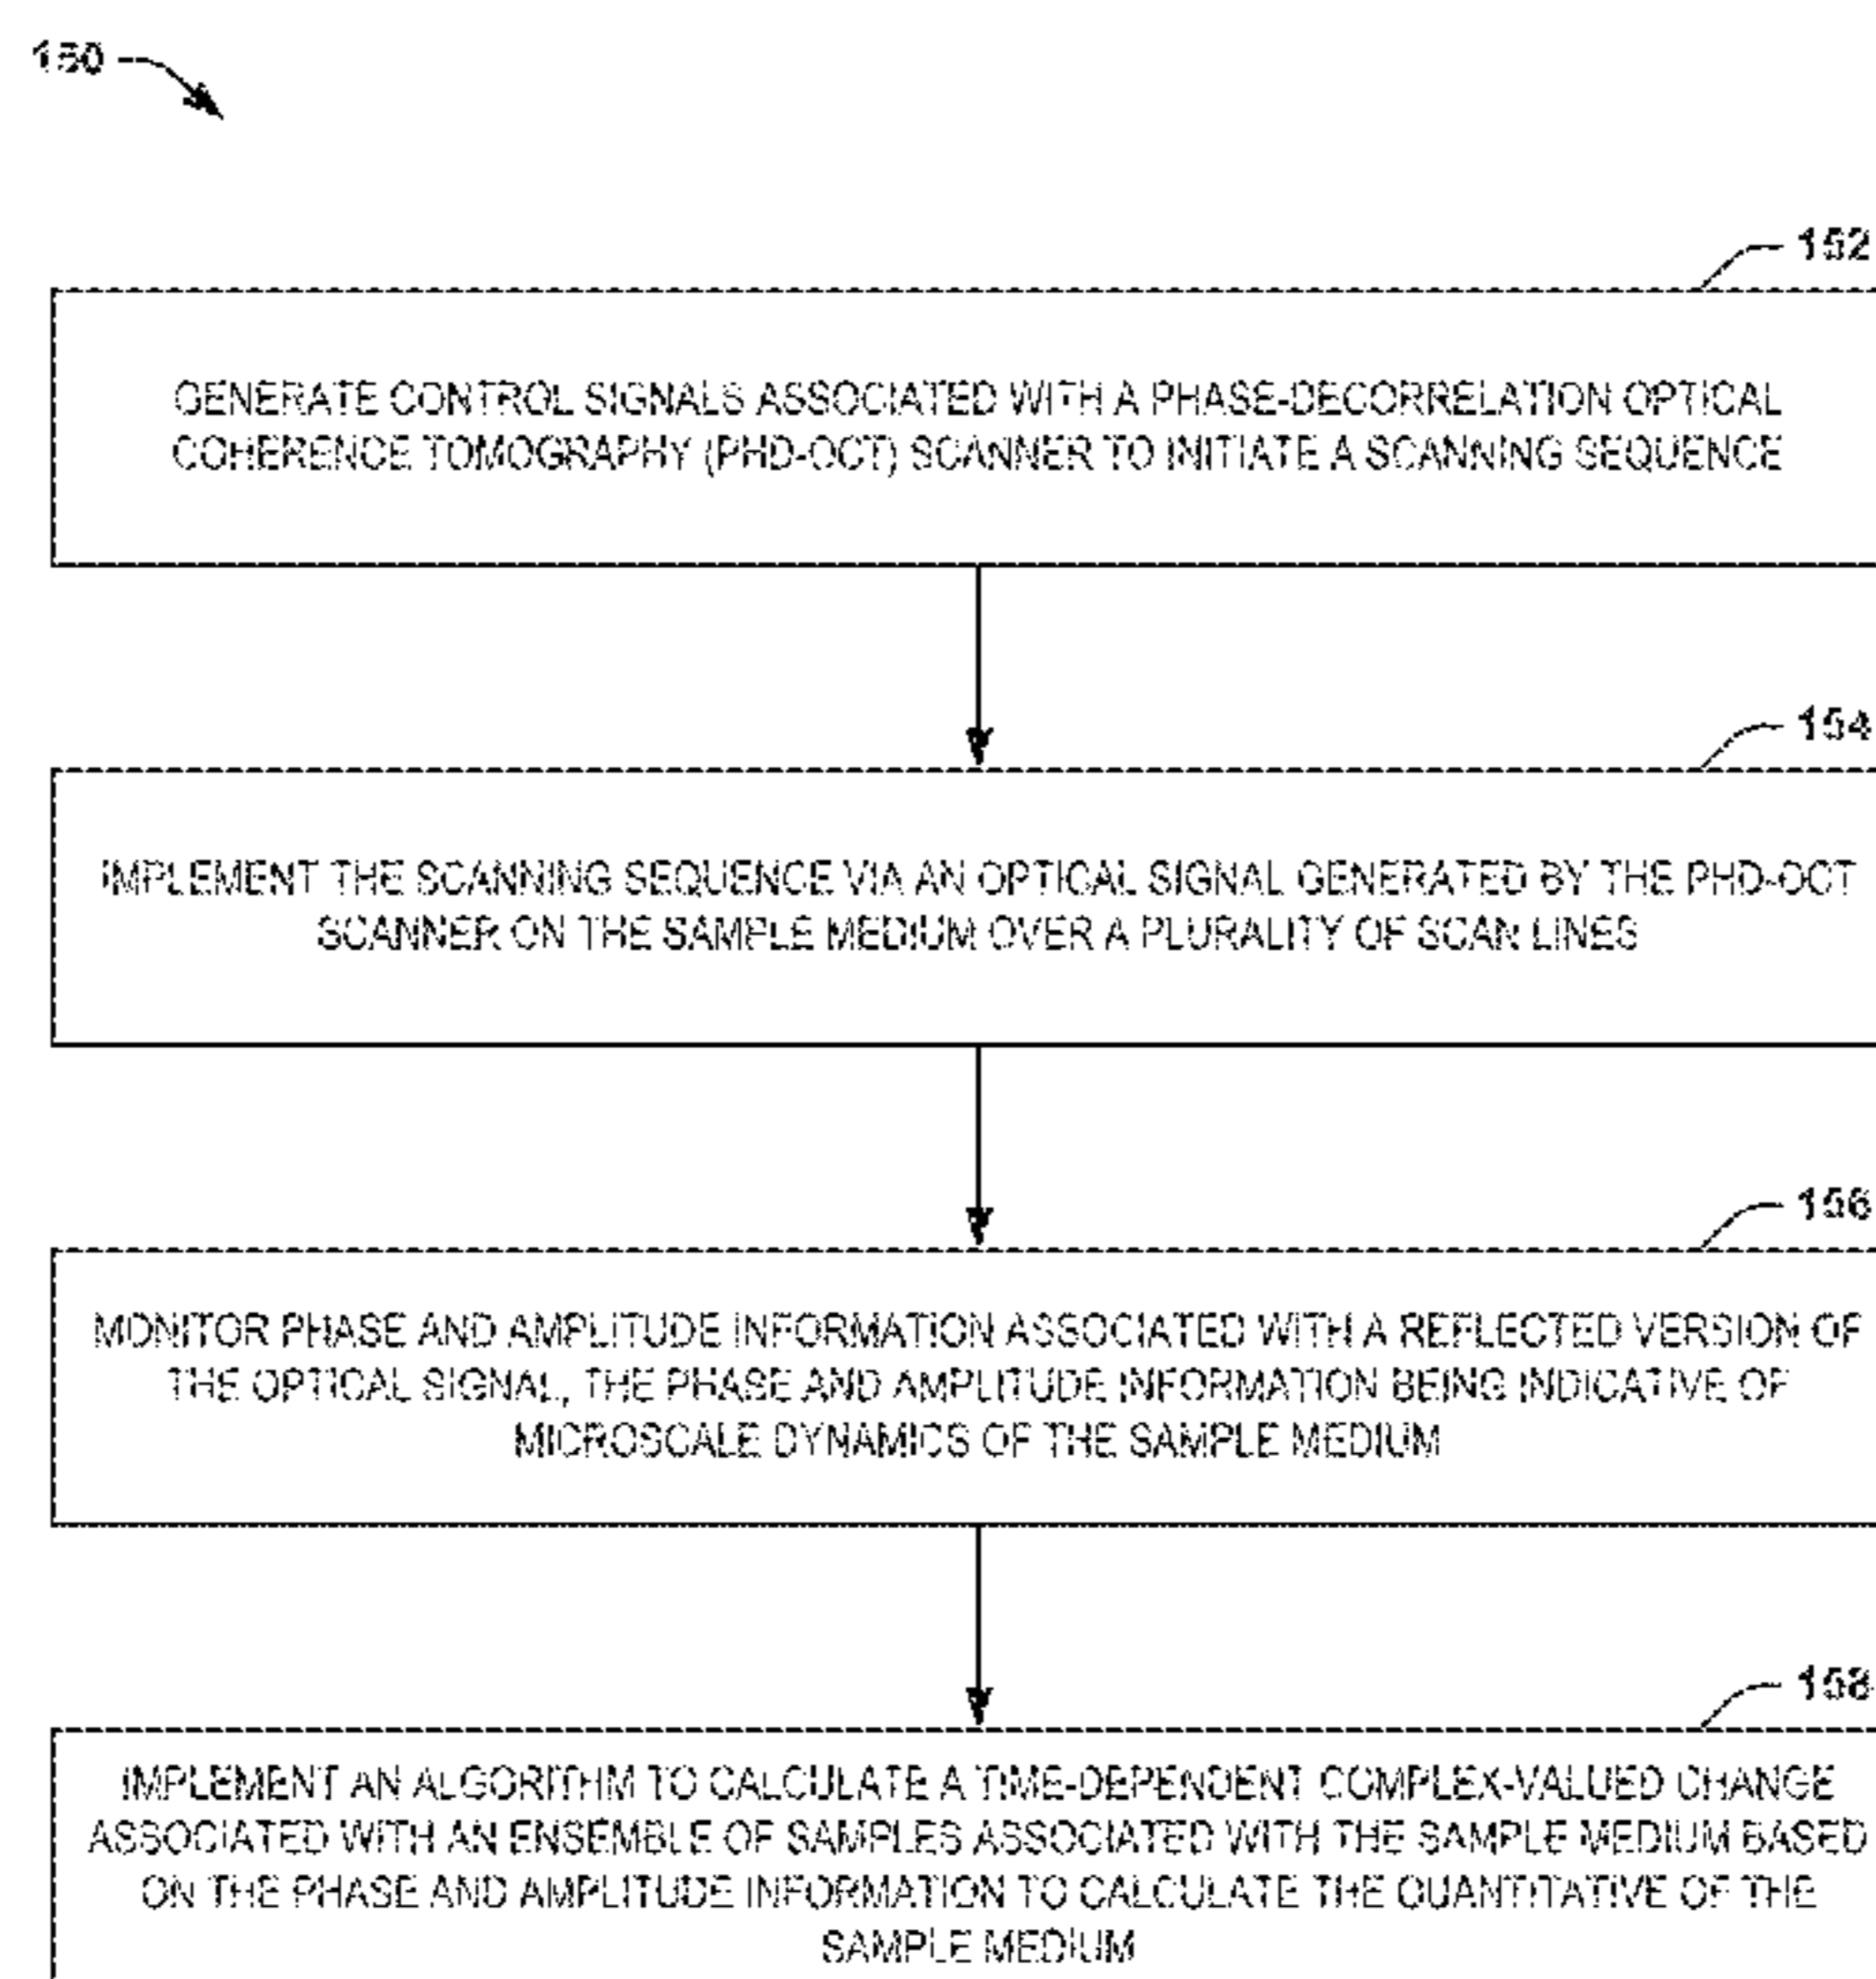 150
152
GENERATE CONTROL SIGNALS ASSOCIATED WITH A PHASE-DECORRELATION OPTICAL
COHERENCE TOMOGRAPHY (PHD-OCT) SCANNER TO INITIATE A SCANNING SEQUENCE
154
IMPLEMENT THE SCANNING SEQUENCE VIA AN OPTICAL SIGNAL GENERATED BY THE PHD-OCT
SCANNER ON THE SAMPLE MEDIUM OVER A PLURALITY OF SCAN LINES
156
MONITOR PHASE AND AMPLITUDE INFORMATION ASSOCIATED WITH A REFLECTED VERSION OF
THE OPTICAL SIGNAL, THE PHASE AND AMPLITUDE INFORMATION BEING INDICATIVE OF
MICROSCALE DYNAMICS OF THE SAMPLE MEDIUM
158
IMPLEMENT AN ALGORITHM TO CALCULATE A TIME-DEPENDENT COMPLEX-VALUED CHANGE
ASSOCIATED WITH AN ENSEMBLE OF SAMPLES ASSOCIATED WITH THE SAMPLE MEDIUM BASED
ON THE PHASE AND AMPLITUDE INFORMATION TO CALCULATE THE QUANTITATIVE OF THE
SAMPLE MEDIUM